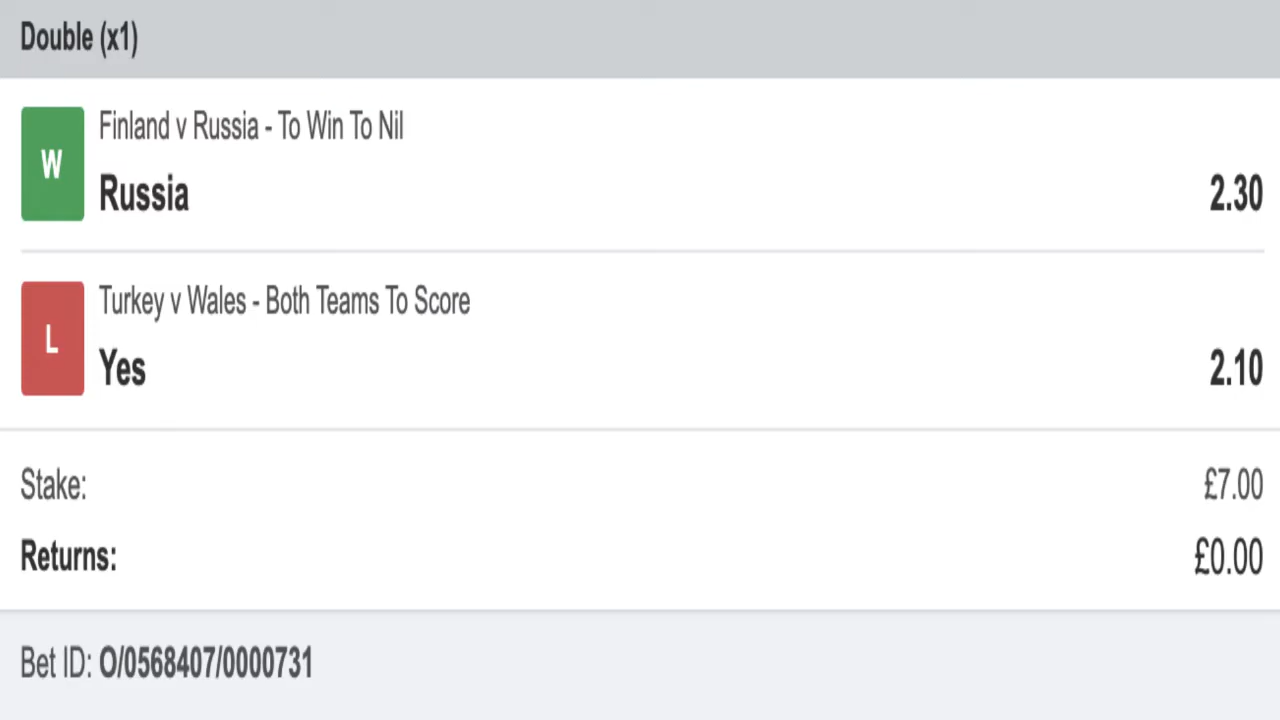 Double (x1)
W
Finland v Russia - To Win To Nil
Russia 2.30
L
Turkey v Wales - Both Teams To Score
Yes 2.10
Stake: £7.00
Returns: £0.00
Bet ID: O/0568407/0000731